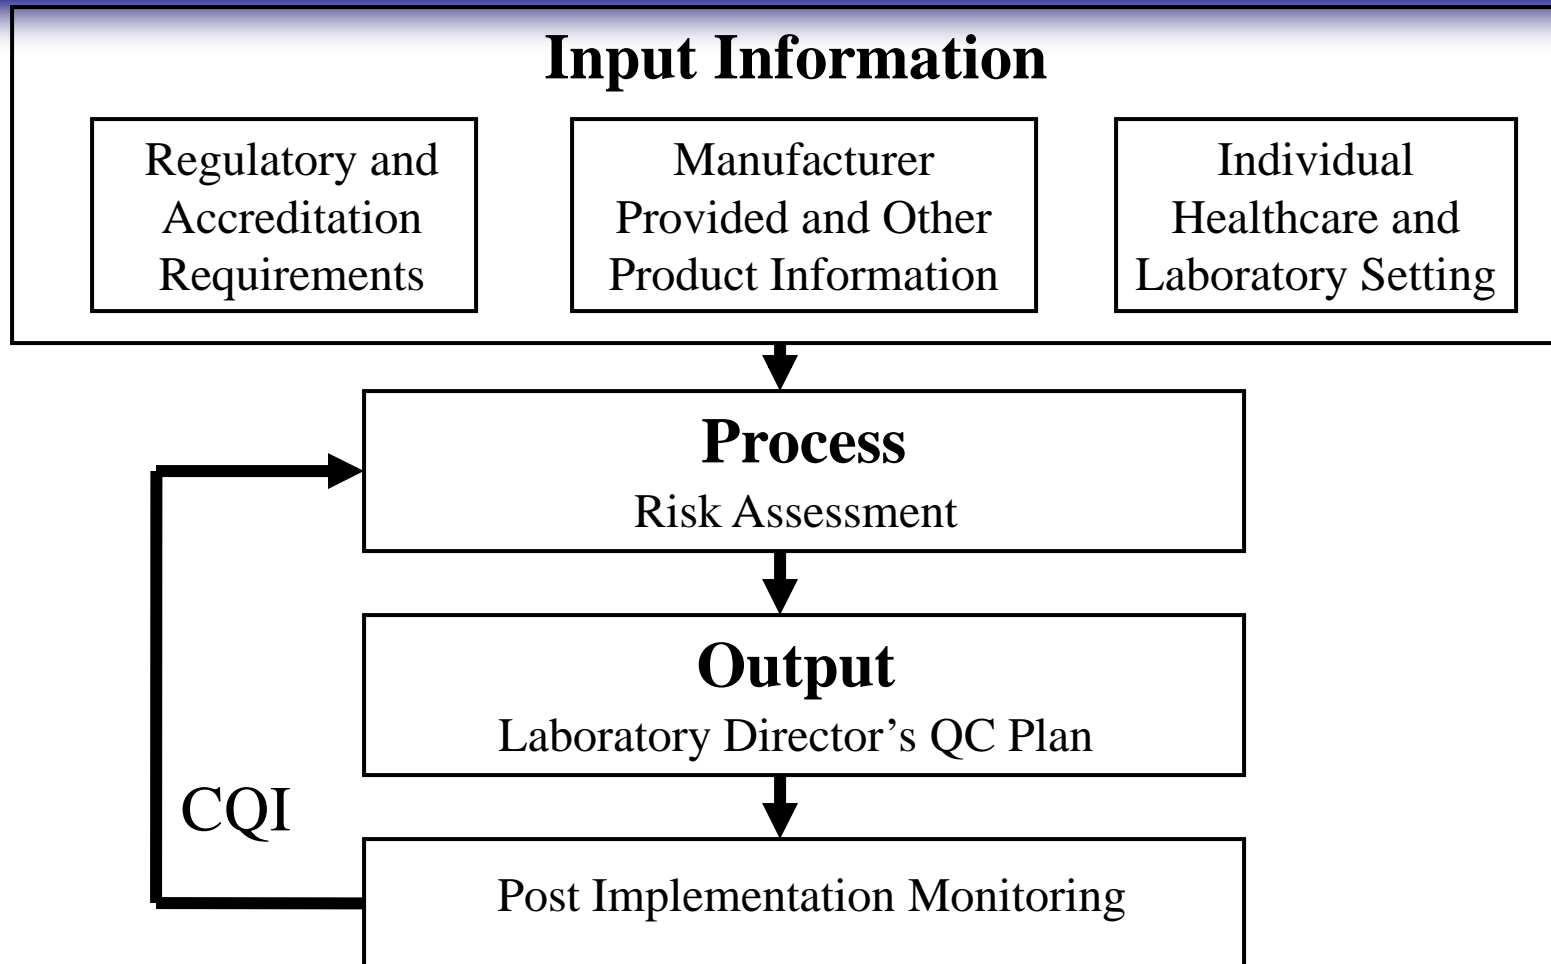 Input Information
Regulatory and
Accreditation
Requirements
Manufacturer
Provided and Other
Product Information
Individual
Healthcare and
Laboratory Setting
Process
Risk Assessment
Output
Laboratory Director’s QC Plan
CQI
Post Implementation Monitoring